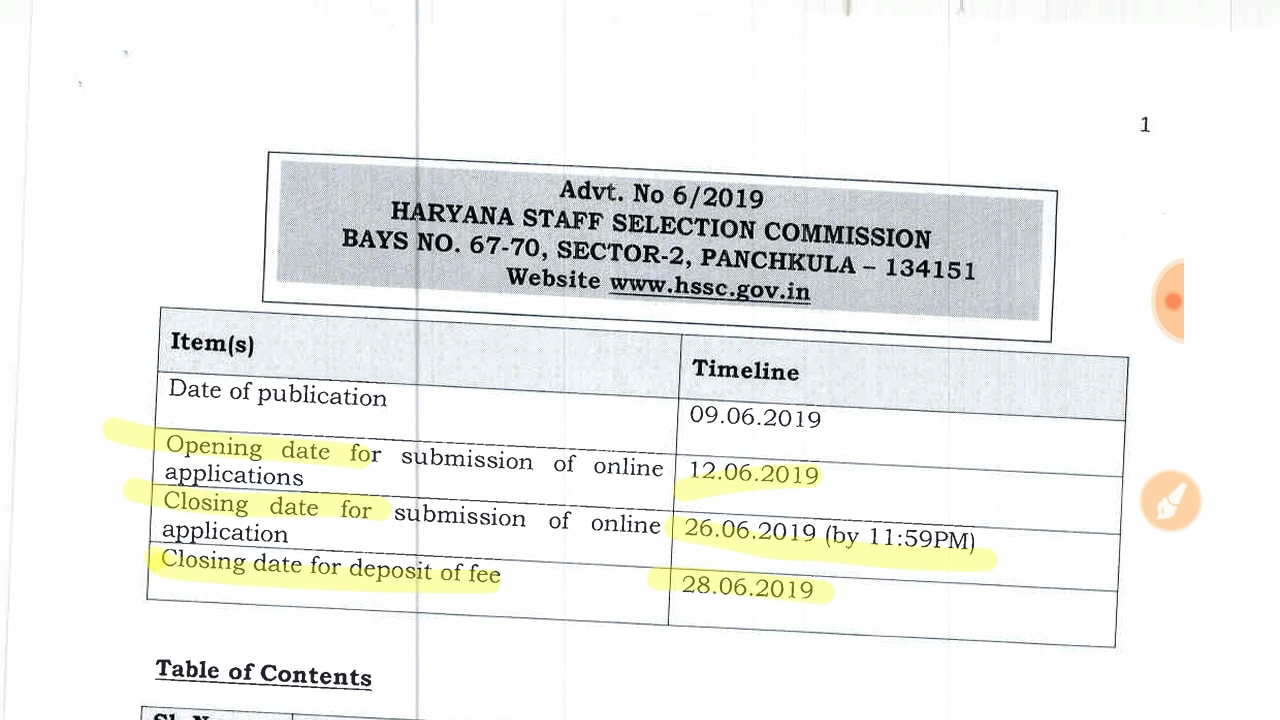 1
Advt. No 6/2019
HARYANA STAFF SELECTION COMMISSION
BAYS NO. 67-70, SECTOR-2, PANCHKULA – 134151
Website www.hssc.gov.in
Item(s)
Timeline
Date of publication
09.06.2019
Opening date for submission of online
applications
12.06.2019
Closing date for submission of online
application
26.06.2019 (by 11:59PM)
Closing date for deposit of fee
28.06.2019
Table of Contents